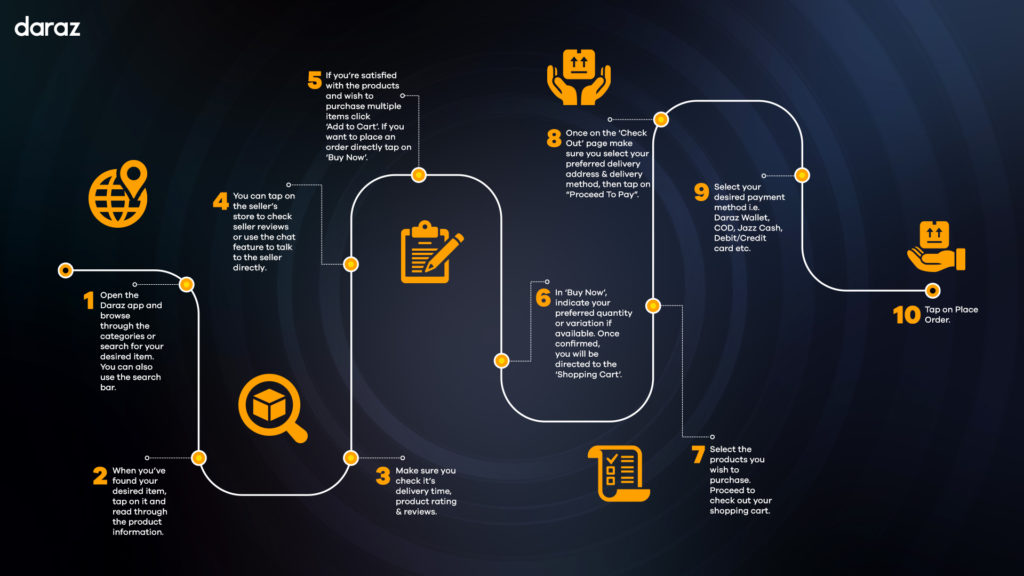 daraz
1
Open the
Daraz app and
browse
through the
categories or
search for your
desired item.
You can also
use the search
bar.
2
When you've
found your
desired item,
tap on it and
read through
the product
information.
3
Make sure you
check it's
delivery time,
product rating
& reviews.
4
You can tap on
the seller's
store to check
seller reviews
or use the chat
feature to talk
to the seller
directly.
5
If you're satisfied
with the products
and wish to
purchase multiple
items click
'Add to Cart'. If you
want to place an
order directly tap on
'Buy Now'.
6
In 'Buy Now',
indicate your
preferred quantity
or variation if
available. Once
confirmed,
you will be
directed to the
'Shopping Cart'.
7
Select the
products you
wish to
purchase.
Proceed to
check out your
shopping cart.
8
Once on the 'Check
Out' page make
sure you select your
preferred delivery
address & delivery
method, then tap on
"Proceed To Pay".
9
Select your
desired payment
method i.e.
Daraz Wallet,
COD, Jazz Cash,
Debit/Credit
card etc.
10
Tap on Place
Order.